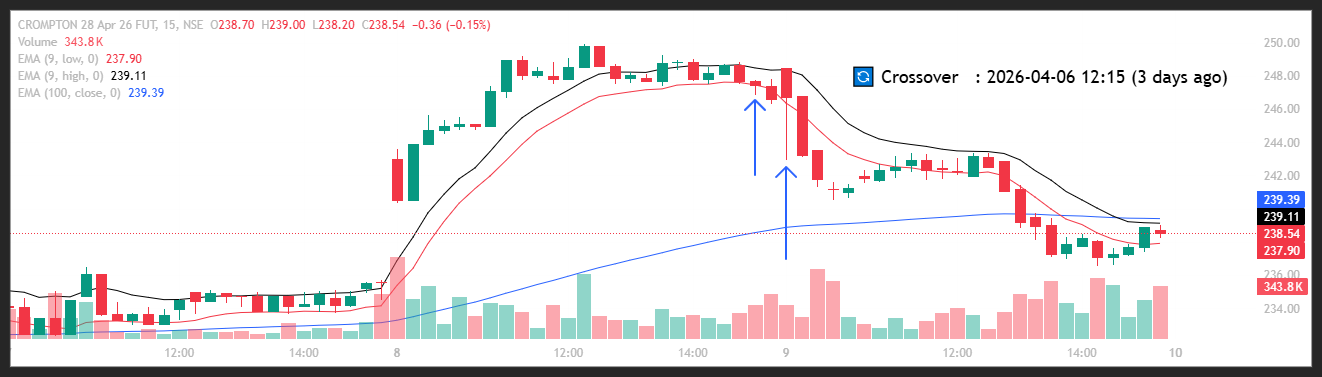 CROMPTON 28 Apr 26 FUT, 15, NSE O238.70 H239.00 L238.20 C238.54 −0.36 (−0.15%)
Volume 343.8K
EMA (9, low, 0) 237.90
EMA (9, high, 0) 239.11
EMA (100, close, 0) 239.39
🔄 Crossover : 2026-04-06 12:15 (3 days ago)
250.00
248.00
246.00
244.00
242.00
239.39
239.11
238.54
237.90
236.00
343.8K
234.00
12:00 14:00 8 12:00 14:00 9 12:00 14:00 10